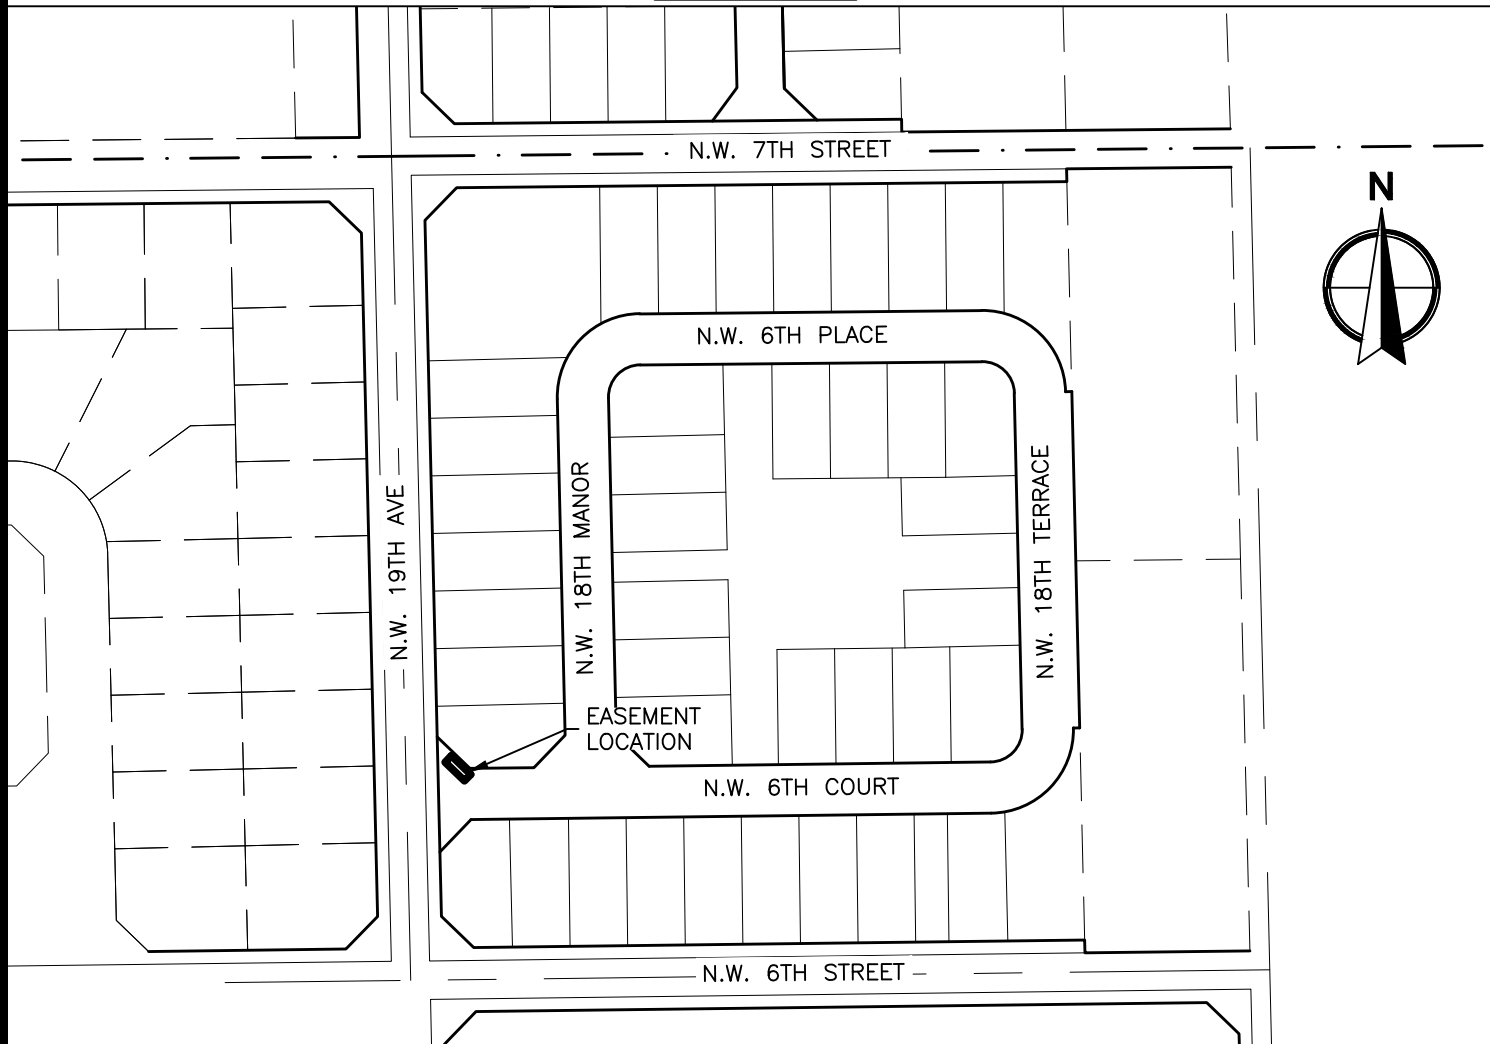 N.W. 7TH STREET
N
N.W. 6TH PLACE
N.W. 19TH AVE
N.W. 18TH MANOR
N.W. 18TH TERRACE
EASEMENT
LOCATION
N.W. 6TH COURT
N.W. 6TH STREET